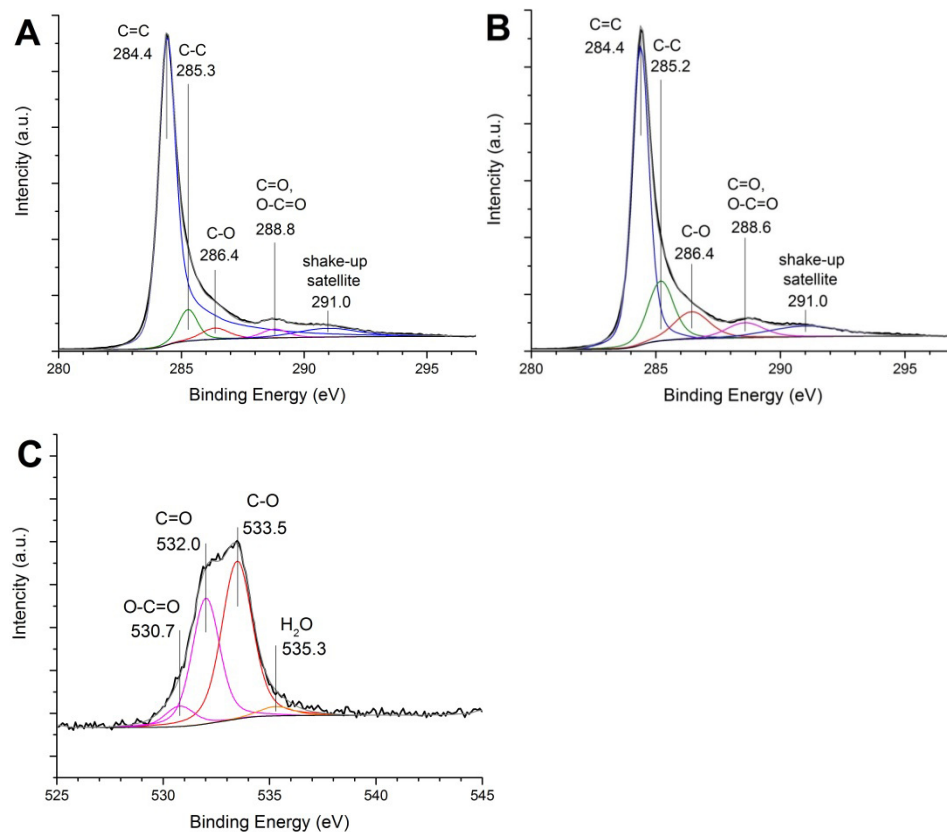 A
C=C
284.4
C-C
285.3
C-O
286.4
C=O,
O-C=O
288.8
shake-up
satellite
291.0
Intencity (a.u.)
280 285 290 295
Binding Energy (eV)
B
C=C
284.4
C-C
285.2
C-O
286.4
C=O,
O-C=O
288.6
shake-up
satellite
291.0
Intencity (a.u.)
280 285 290 295
Binding Energy (eV)
C
O-C=O
530.7
C=O
532.0
C-O
533.5
H₂O
535.3
Intencity (a.u.)
525 530 535 540 545
Binding Energy (eV)